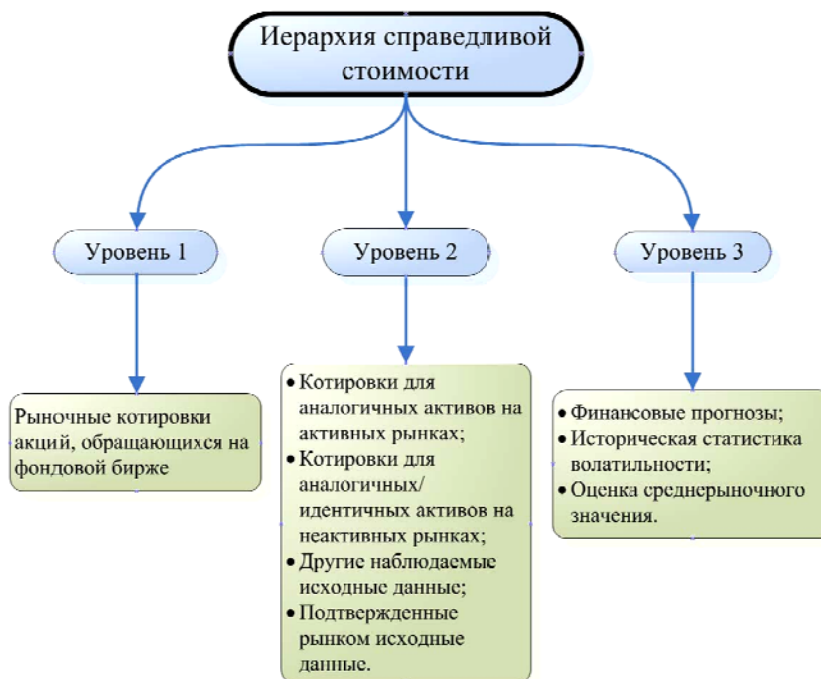 Иерархия справедливой
стоимости
Уровень 1
Уровень 2
Уровень 3
Рыночные котировки
акций, обращающихся на
фондовой бирже
• Котировки для
аналогичных активов на
активных рынках;
• Котировки для
аналогичных/
идентичных активов на
неактивных рынках;
• Другие наблюдаемые
исходные данные;
• Подтвержденные
рынком исходные
данные.
• Финансовые прогнозы;
• Историческая статистика
волатильности;
• Оценка среднерыночного
значения.